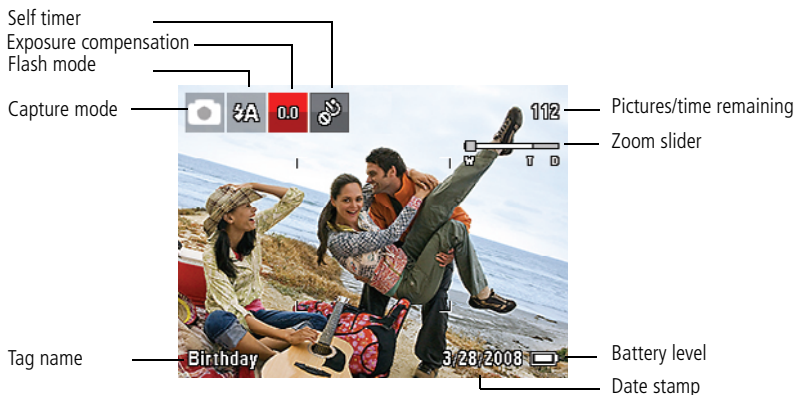 Self timer
Exposure compensation
Flash mode
Capture mode
Pictures/time remaining
Zoom slider
A
0.0
112
W T D
Tag name
Birthday
3/28/2008
Battery level
Date stamp